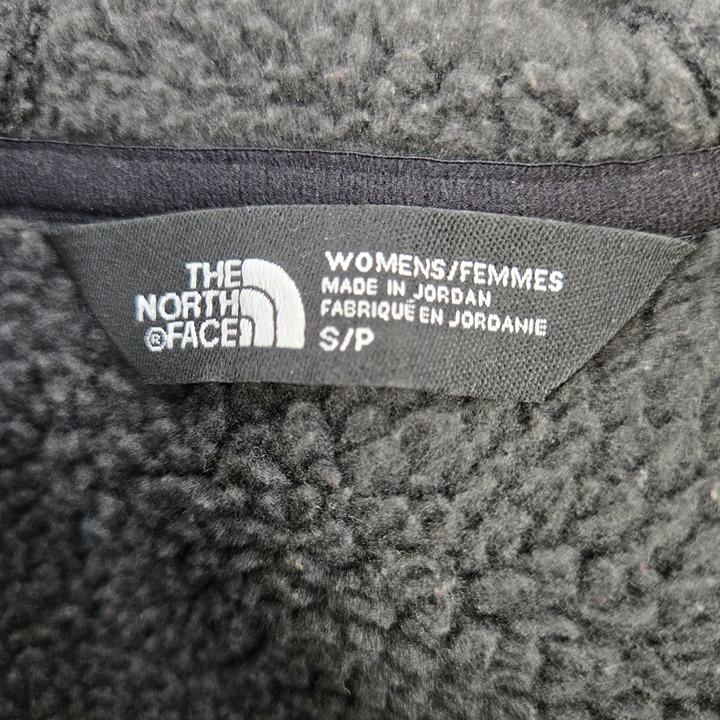 THE
NORTH
®FACE
WOMENS/FEMMES
MADE IN JORDAN
FABRIQUÉ EN JORDANIE
S/P